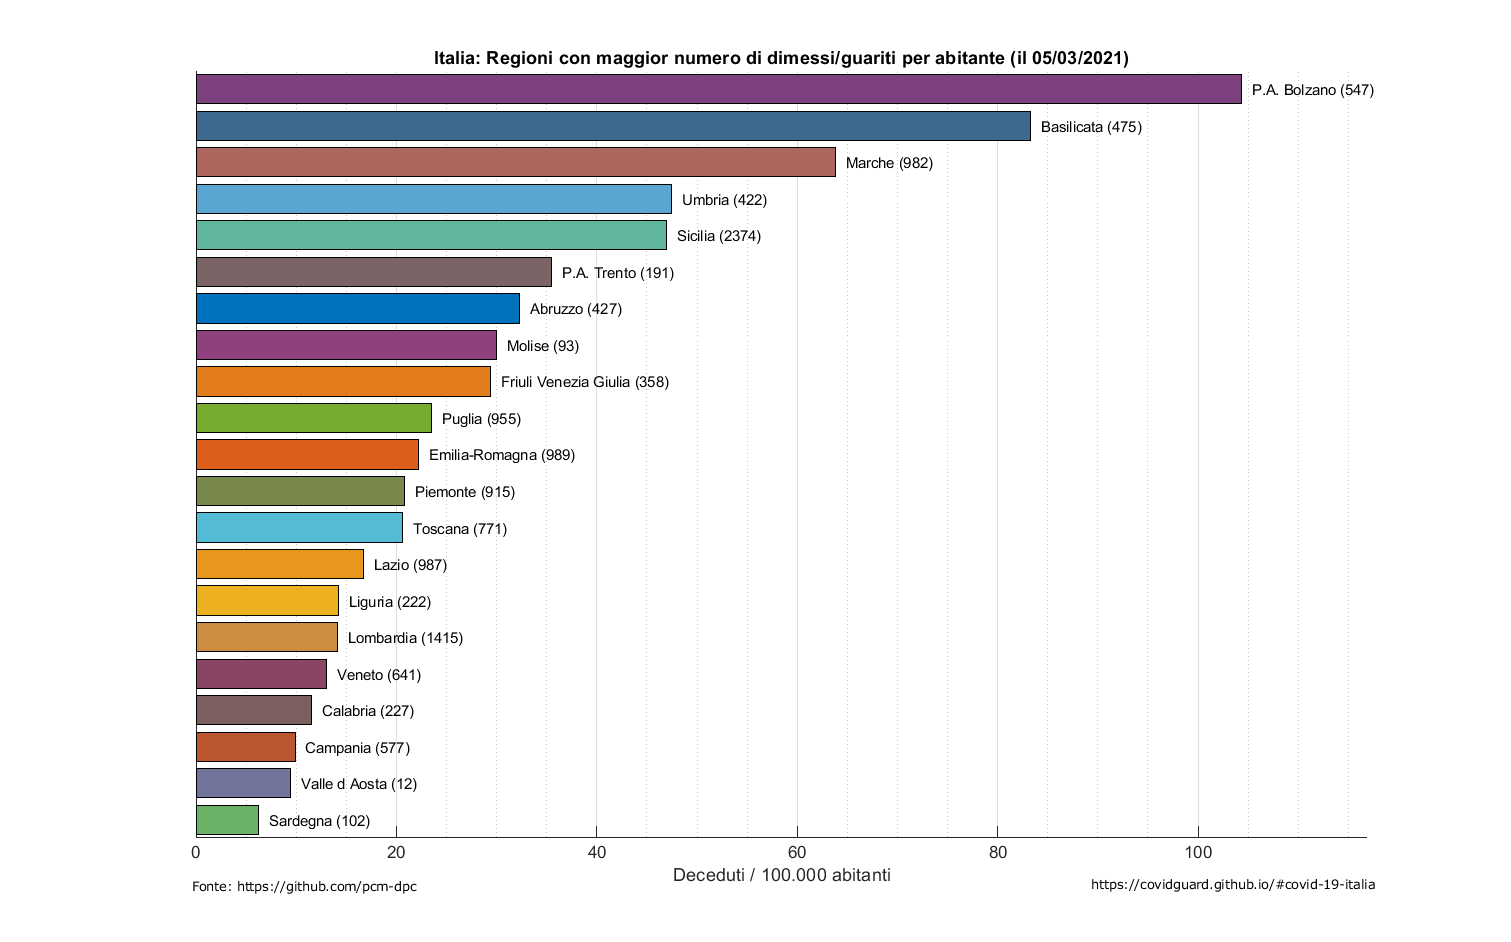 Italia: Regioni con maggior numero di dimessi/guariti per abitante (il 05/03/2021)
P.A. Bolzano (547)
Basilicata (475)
Marche (982)
Umbria (422)
Sicilia (2374)
P.A. Trento (191)
Abruzzo (427)
Molise (93)
Friuli Venezia Giulia (358)
Puglia (955)
Emilia-Romagna (989)
Piemonte (915)
Toscana (771)
Lazio (987)
Liguria (222)
Lombardia (1415)
Veneto (641)
Calabria (227)
Campania (577)
Valle d Aosta (12)
Sardegna (102)
0 20 40 60 80 100
Deceduti / 100.000 abitanti
Fonte: https://github.com/pcm-dpc
https://covidguard.github.io/#covid-19-italia